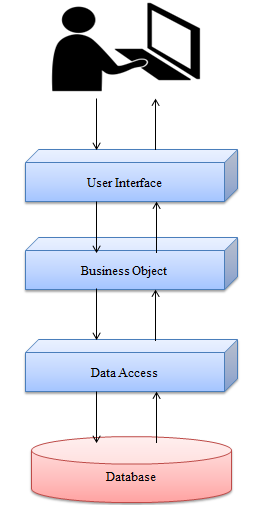 User Interface
Business Object
Data Access
Database